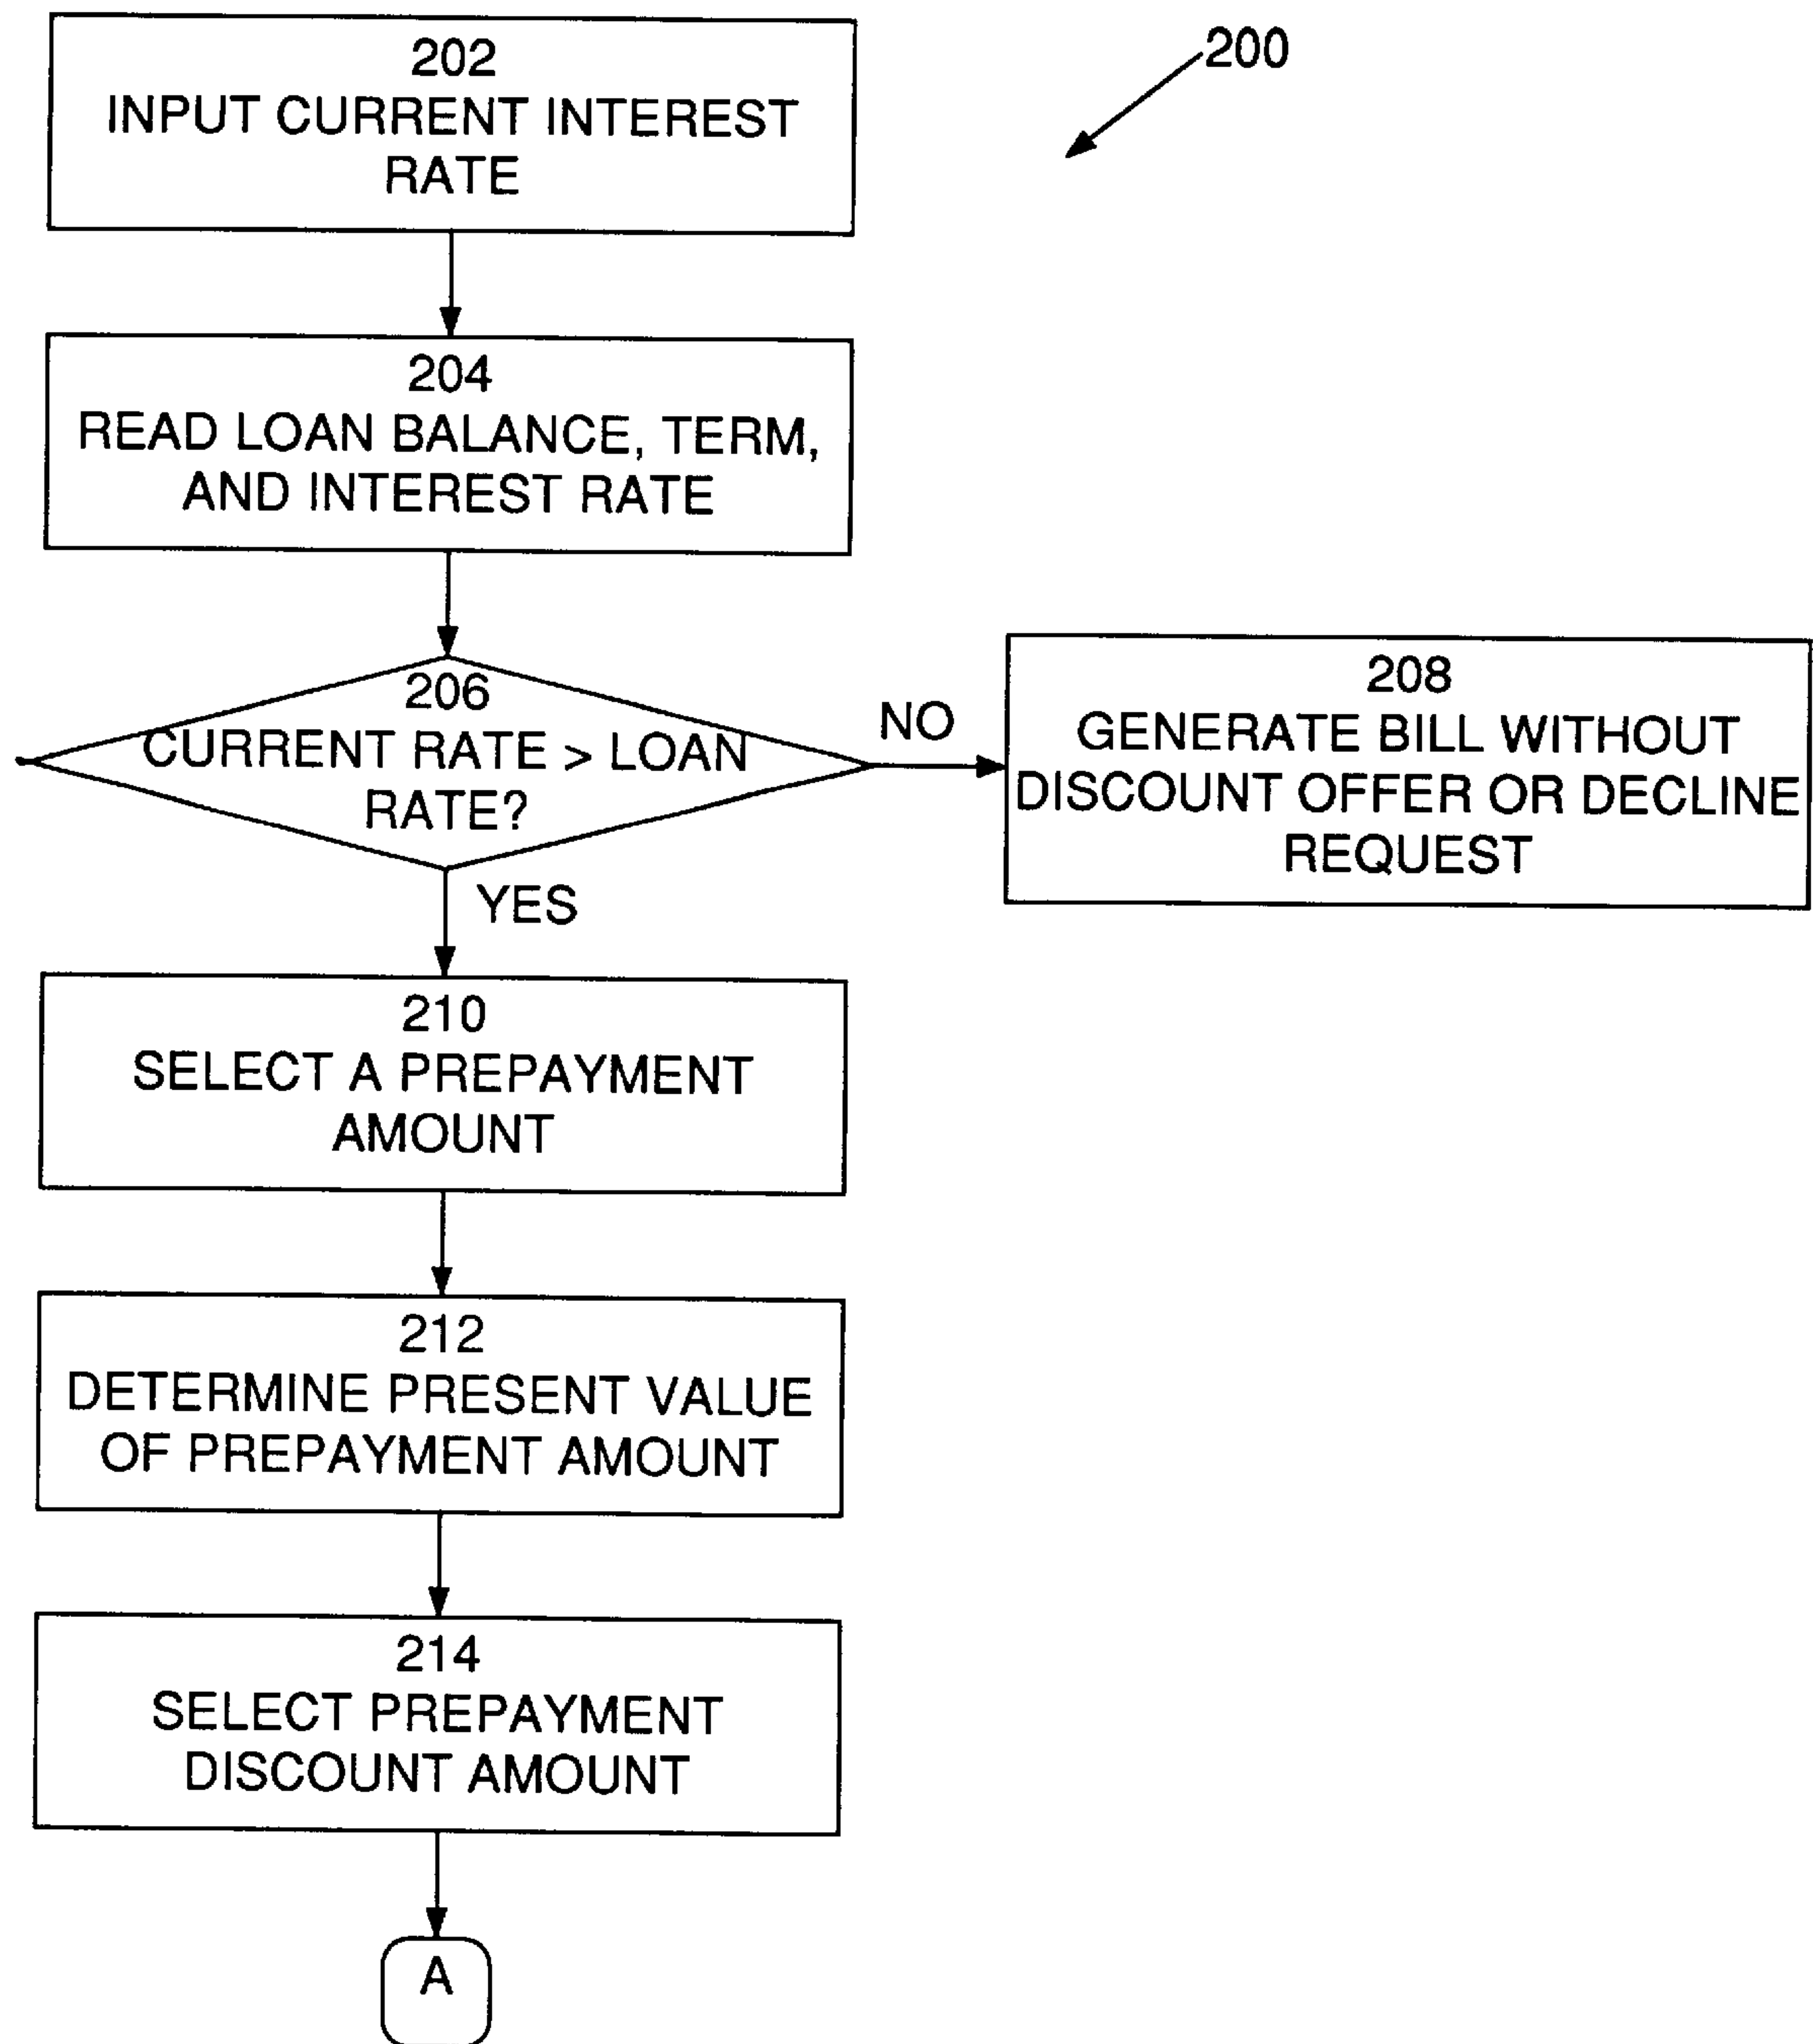 200
202
INPUT CURRENT INTEREST
RATE
204
READ LOAN BALANCE, TERM,
AND INTEREST RATE
206
CURRENT RATE > LOAN
RATE?
NO
208
GENERATE BILL WITHOUT
DISCOUNT OFFER OR DECLINE
REQUEST
YES
210
SELECT A PREPAYMENT
AMOUNT
212
DETERMINE PRESENT VALUE
OF PREPAYMENT AMOUNT
214
SELECT PREPAYMENT
DISCOUNT AMOUNT
A